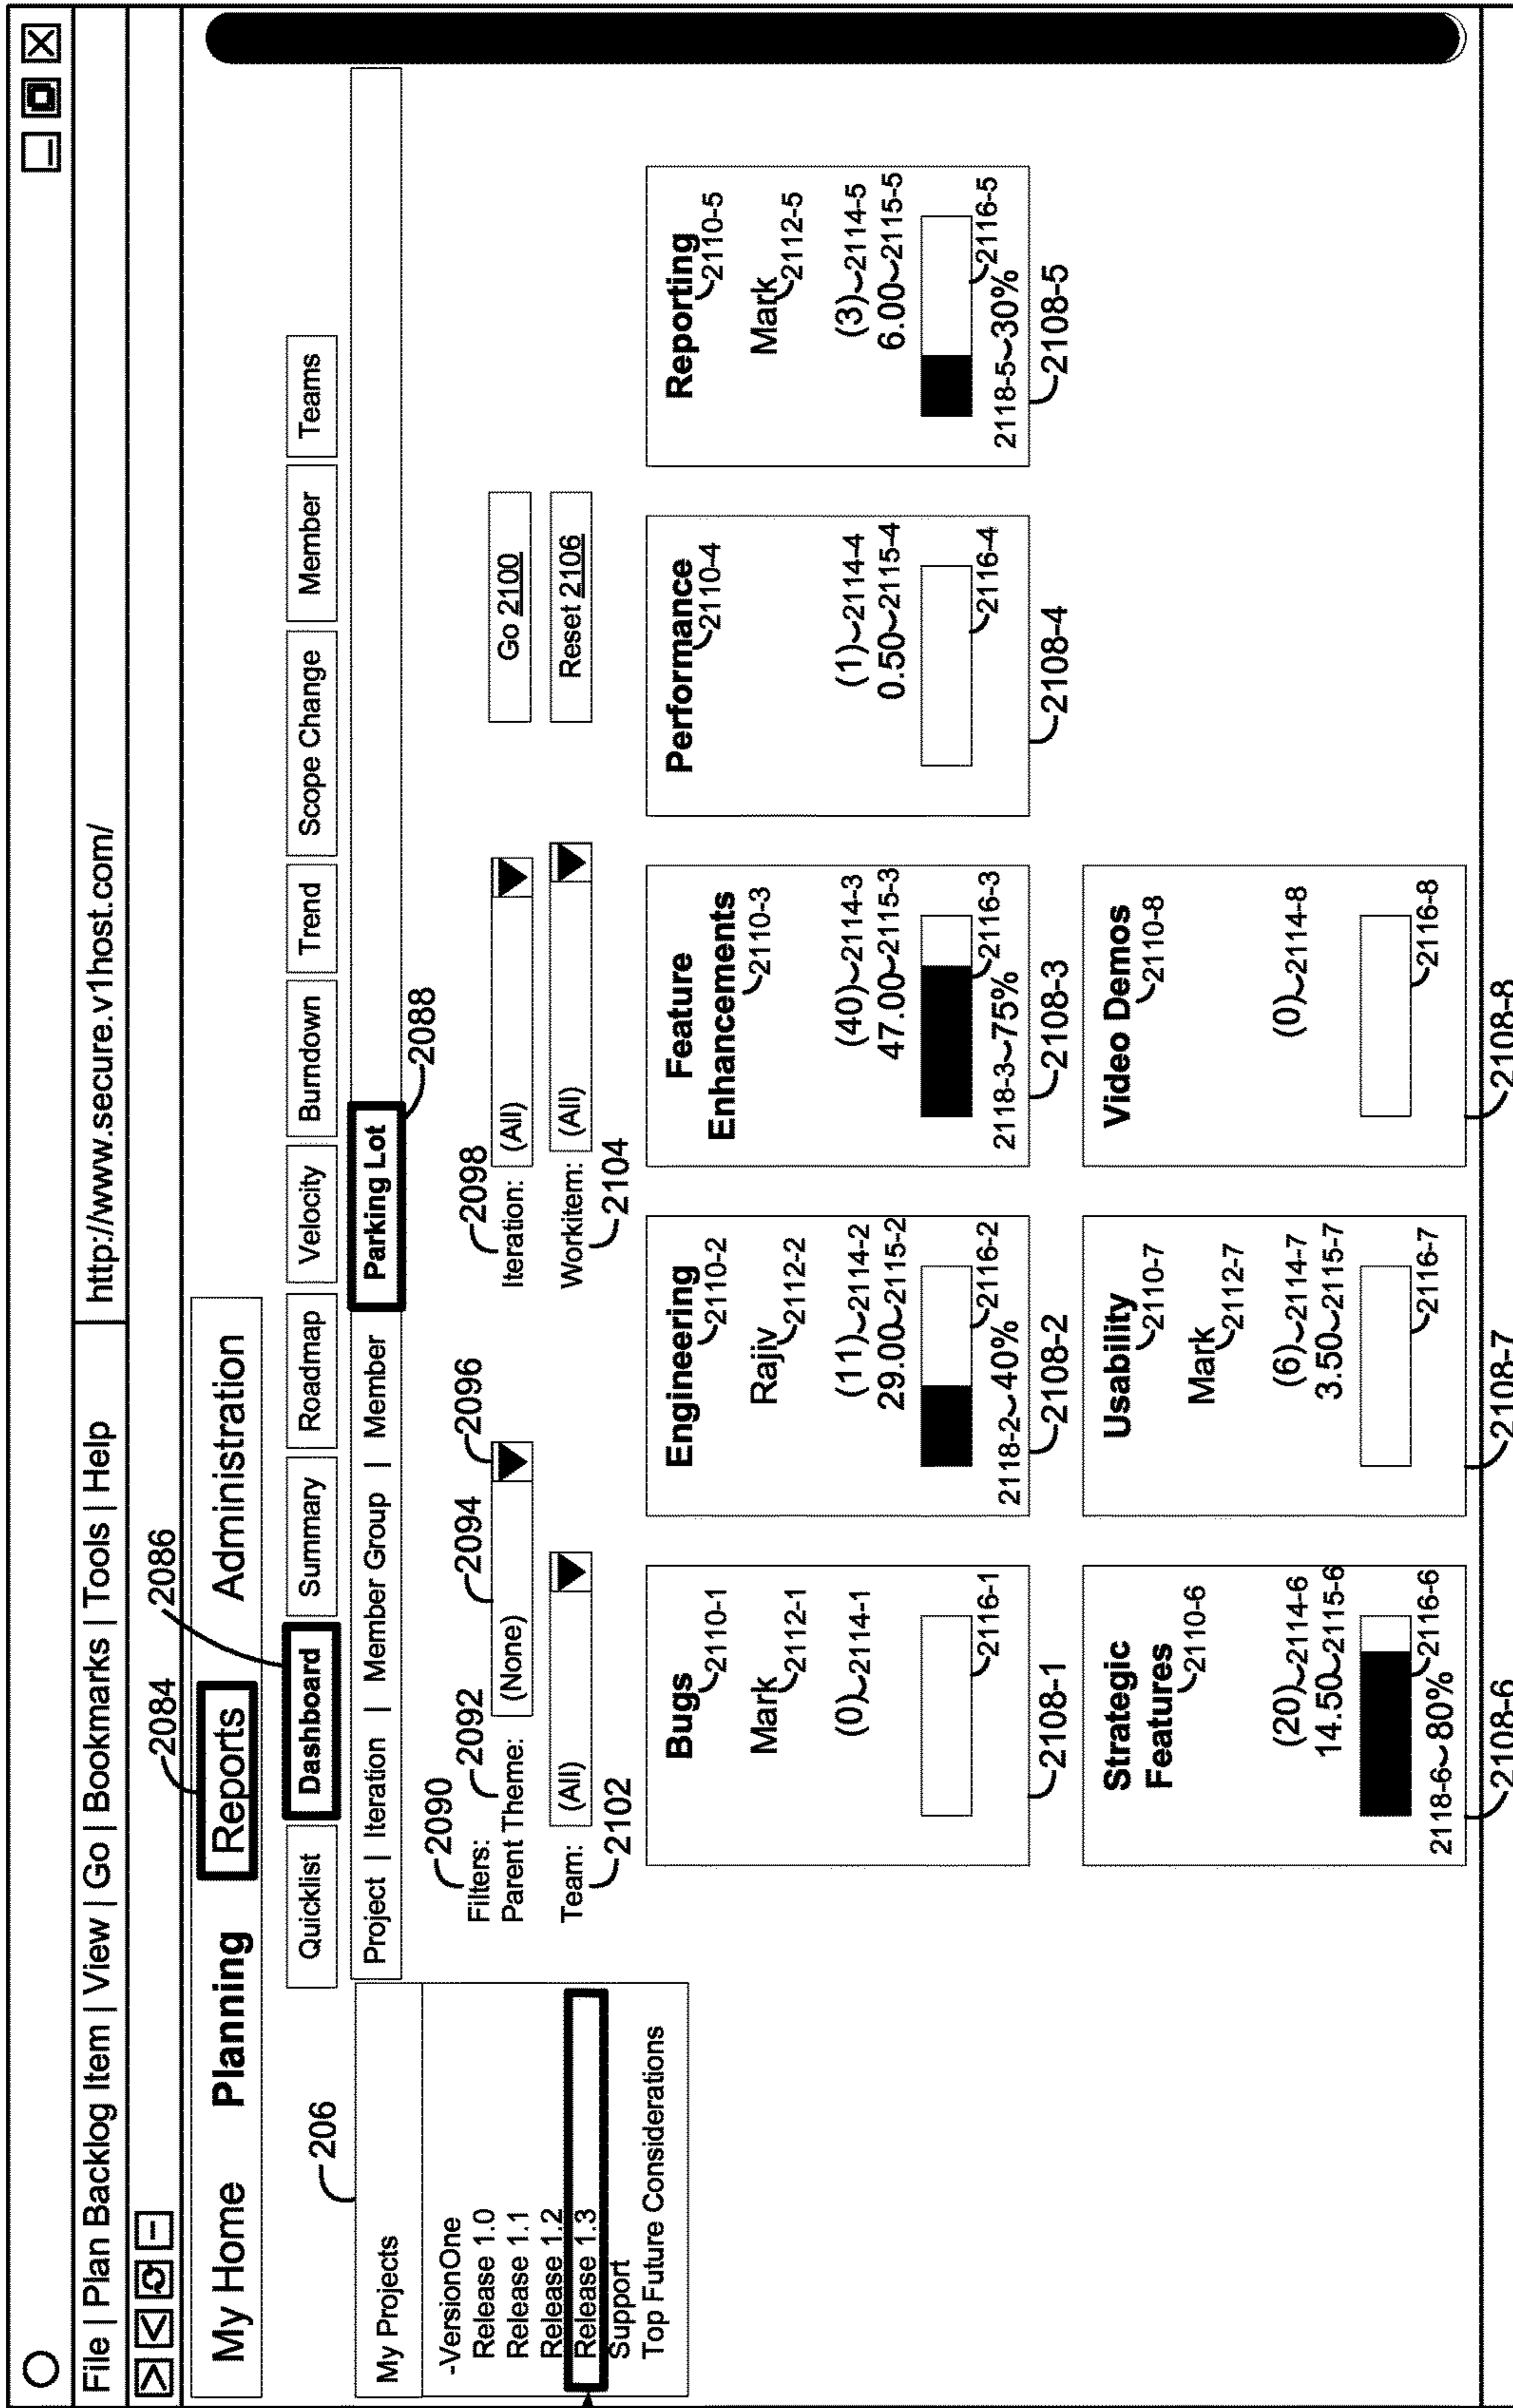 File | Plan Backlog Item | View | Go | Bookmarks | Tools | Help
http://www.secure.v1host.com/
2084
2086
My Home Planning Reports Administration
Quicklist Dashboard Summary Roadmap Velocity Burndown Trend Scope Change Member Teams
206
My Projects
Project | Iteration | Member Group | Member Parking Lot
2088
-VersionOne
Release 1.0
Release 1.1
Release 1.2
Release 1.3
Support
Top Future Considerations
2090
Filters:
2092
2094
2096
2098
Parent Theme: (None)
Iteration: (All)
Go 2100
Team: (All)
Workitem: (All)
Reset 2106
2102
2104
Bugs
2110-1
Mark
2112-1
(0) 2114-1
2116-1
2108-1
Engineering
2110-2
Rajiv
2112-2
(11) 2114-2
29.00 2115-2
2116-2
2118-2 40%
2108-2
Feature
Enhancements
2110-3
(40) 2114-3
47.00 2115-3
2116-3
2118-3 75%
2108-3
Performance
2110-4
(1) 2114-4
0.50 2115-4
2116-4
2108-4
Reporting
2110-5
Mark
2112-5
(3) 2114-5
6.00 2115-5
2116-5
2118-5 30%
2108-5
Strategic
Features
2110-6
(20) 2114-6
14.50 2115-6
2116-6
2118-6 80%
2108-6
Usability
2110-7
Mark
2112-7
(6) 2114-7
3.50 2115-7
2116-7
2108-7
Video Demos
2110-8
(0) 2114-8
2116-8
2108-8